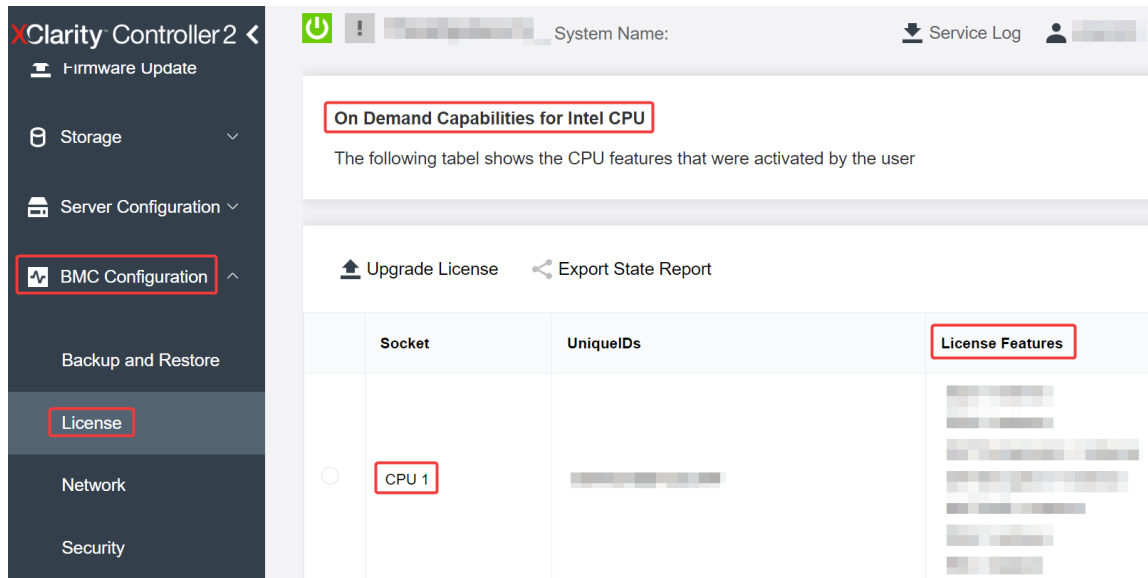 XClarity Controller 2
Firmware Update
Storage
Server Configuration
BMC Configuration
Backup and Restore
License
Network
Security
System Name:
Service Log
On Demand Capabilities for Intel CPU
The following tabel shows the CPU features that were activated by the user
Upgrade License Export State Report
Socket UniqueIDs License Features
CPU 1